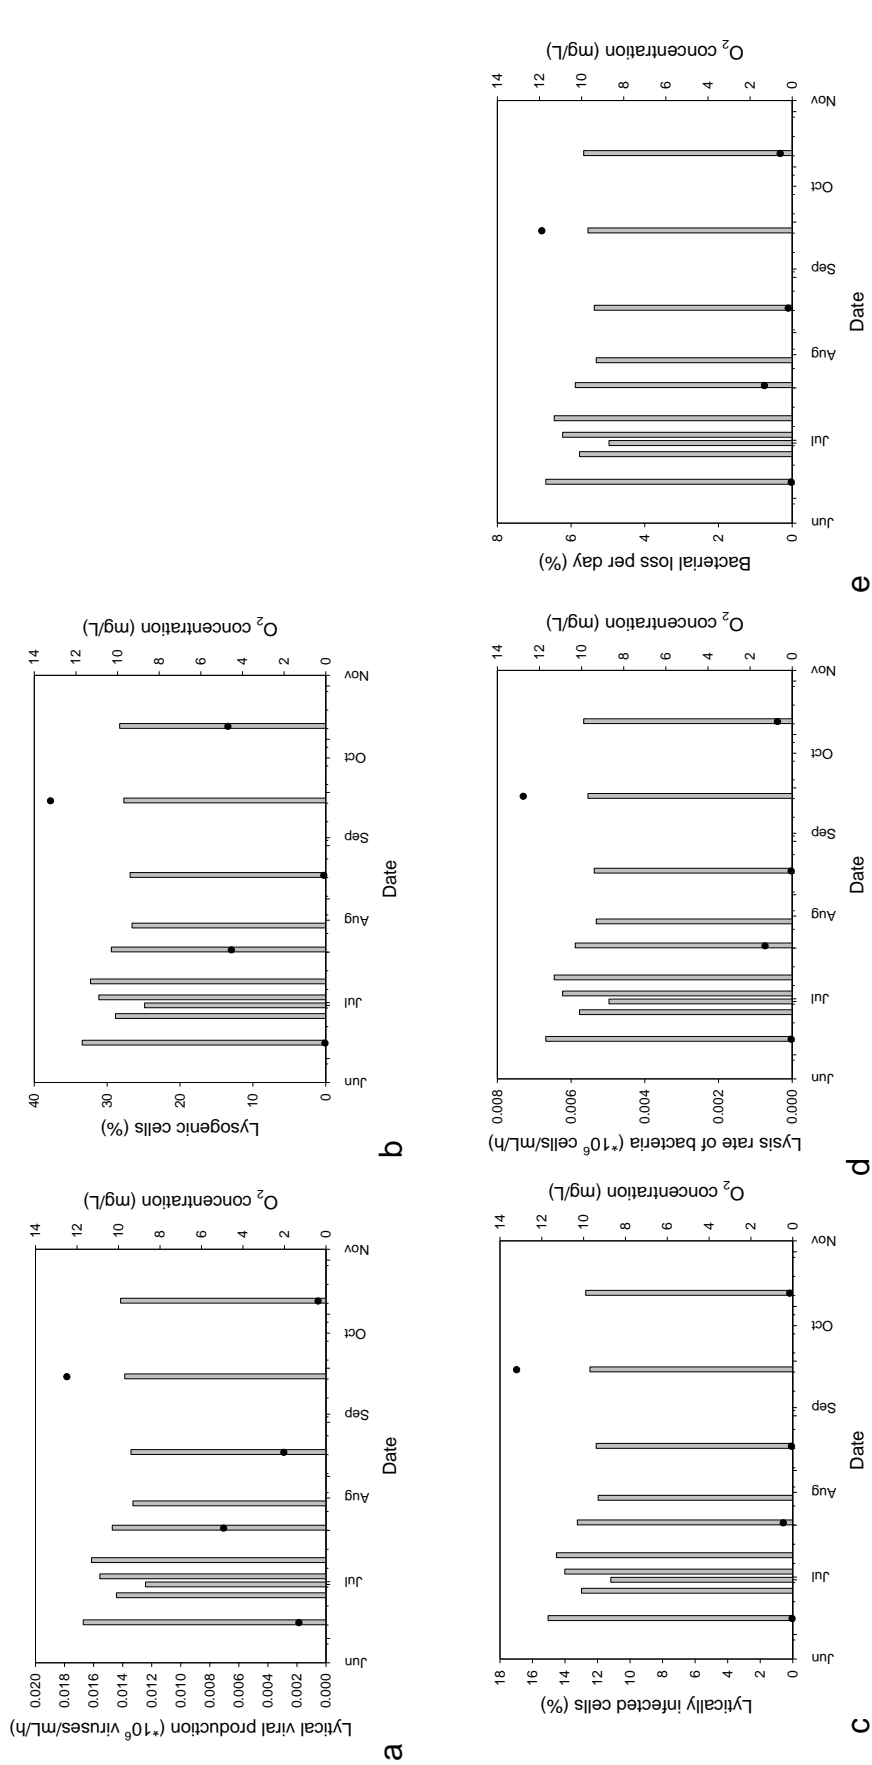 Lytical viral production (*10⁶ viruses/mL/h)
0.000
0.002
0.004
0.006
0.008
0.010
0.012
0.014
0.016
0.018
0.020
Jun
Jul
Aug
Sep
Oct
Nov
Date
0
2
4
6
8
10
12
14
O₂ concentration (mg/L)
a
Lysogenic cells (%)
0
10
20
30
40
Jun
Jul
Aug
Sep
Oct
Nov
Date
0
2
4
6
8
10
12
14
O₂ concentration (mg/L)
b
Lytically infected cells (%)
0
2
4
6
8
10
12
14
16
18
Jun
Jul
Aug
Sep
Oct
Nov
Date
0
2
4
6
8
10
12
14
O₂ concentration (mg/L)
c
Lysis rate of bacteria (*10⁶ cells/mL/h)
0.000
0.002
0.004
0.006
0.008
Jun
Jul
Aug
Sep
Oct
Nov
Date
0
2
4
6
8
10
12
14
O₂ concentration (mg/L)
d
Bacterial loss per day (%)
0
2
4
6
8
Jun
Jul
Aug
Sep
Oct
Nov
Date
0
2
4
6
8
10
12
14
O₂ concentration (mg/L)
e